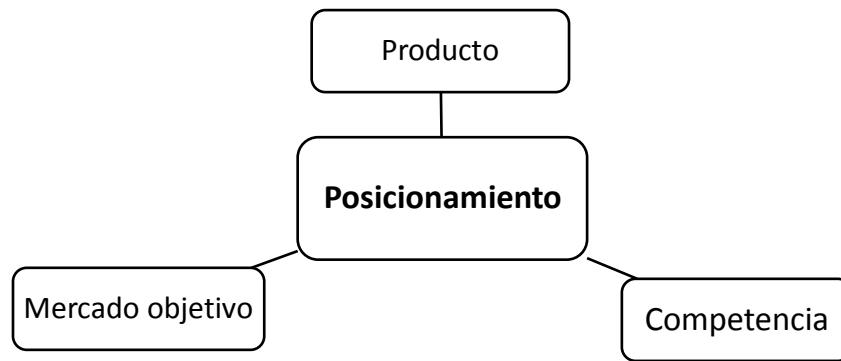 Producto
Posicionamiento
Mercado objetivo
Competencia